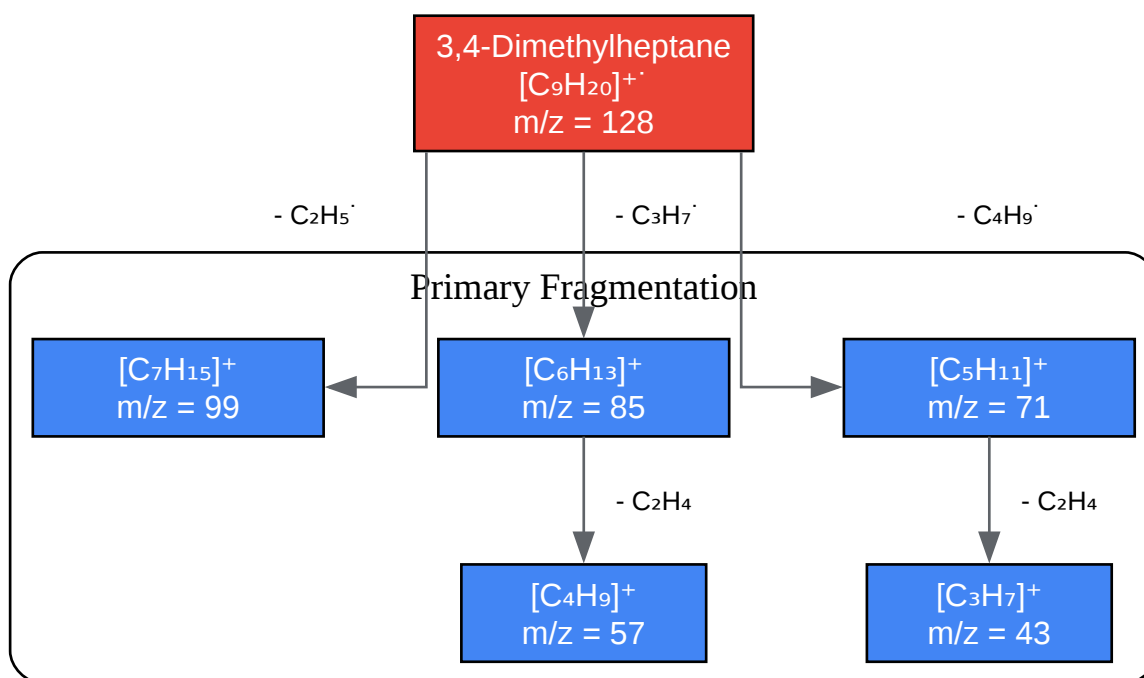 3,4-Dimethylheptane
[C₉H₂₀]⁺˙
m/z = 128
- C₂H₅˙
- C₃H₇˙
- C₄H₉˙
Primary Fragmentation
[C₇H₁₅]⁺
m/z = 99
[C₆H₁₃]⁺
m/z = 85
[C₅H₁₁]⁺
m/z = 71
- C₂H₄
- C₂H₄
[C₄H₉]⁺
m/z = 57
[C₃H₇]⁺
m/z = 43